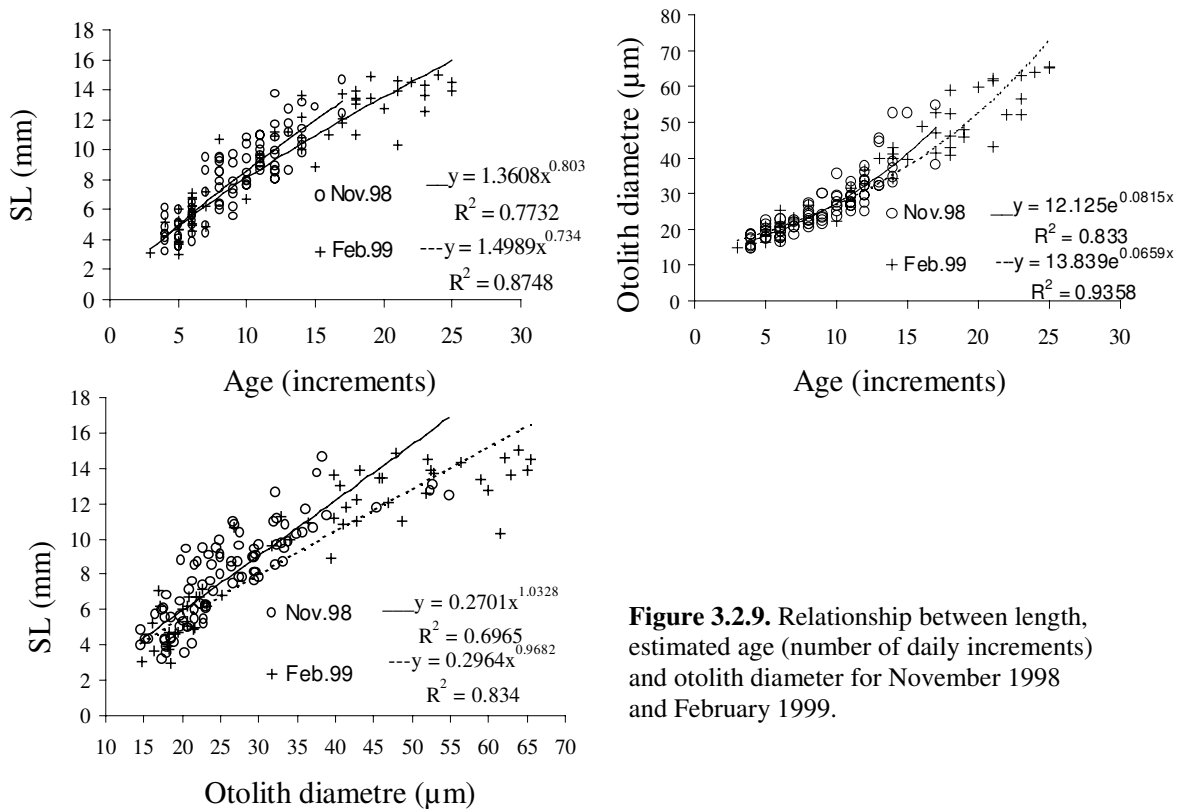 18
16
14
12
10
8
6
4
2
0
SL (mm)
0 5 10 15 20 25 30
Age (increments)
o Nov.98
y = 1.3608x^0.803
R^2 = 0.7732
+ Feb.99
---y = 1.4989x^0.734
R^2 = 0.8748
80
70
60
50
40
30
20
10
0
Otolith diametre (µm)
0 5 10 15 20 25 30
Age (increments)
Nov.98
y = 12.125e^0.0815x
R^2 = 0.833
+ Feb.99
---y = 13.839e^0.0659x
R^2 = 0.9358
18
16
14
12
10
8
6
4
2
0
SL (mm)
10 15 20 25 30 35 40 45 50 55 60 65 70
Otolith diametre (µm)
o Nov.98
y = 0.2701x^1.0328
R^2 = 0.6965
+ Feb.99
---y = 0.2964x^0.9682
R^2 = 0.834
Figure 3.2.9. Relationship between length,
estimated age (number of daily increments)
and otolith diameter for November 1998
and February 1999.